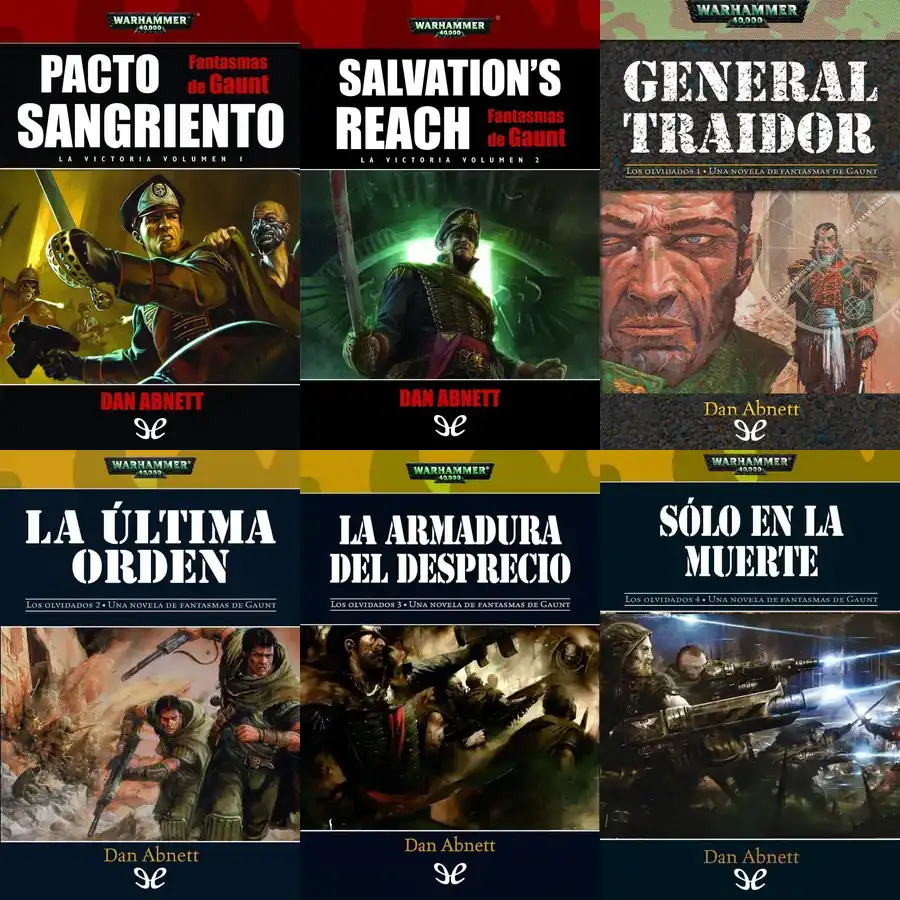 WARHAMMER
40,000
PACTO
Fantasmas
de Gaunt
SANGRIENTO
LA VICTORIA VOLUMEN 1
DAN ABNETT
WARHAMMER
40,000
SALVATION'S
REACH
Fantasmas
de Gaunt
LA VICTORIA VOLUMEN 2
DAN ABNETT
WARHAMMER
40,000
GENERAL
TRAIDOR
LOS OLVIDADOS 1 • UNA NOVELA DE FANTASMAS DE GAUNT
Dan Abnett
WARHAMMER
40,000
LA ÚLTIMA
ORDEN
LOS OLVIDADOS 2 • UNA NOVELA DE FANTASMAS DE GAUNT
Dan Abnett
WARHAMMER
40,000
LA ARMADURA
DEL DESPRECIO
LOS OLVIDADOS 3 • UNA NOVELA DE FANTASMAS DE GAUNT
Dan Abnett
WARHAMMER
40,000
SÓLO EN LA
MUERTE
LOS OLVIDADOS 4 • UNA NOVELA DE FANTASMAS DE GAUNT
Dan Abnett